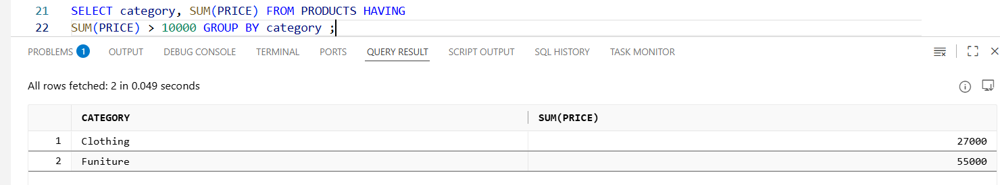 21 SELECT category, SUM(PRICE) FROM PRODUCTS HAVING
22 SUM(PRICE) > 10000 GROUP BY category ;
PROBLEMS 1 OUTPUT DEBUG CONSOLE TERMINAL PORTS QUERY RESULT SCRIPT OUTPUT SQL HISTORY TASK MONITOR
All rows fetched: 2 in 0.049 seconds
CATEGORY SUM(PRICE)
1 Clothing 27000
2 Funiture 55000